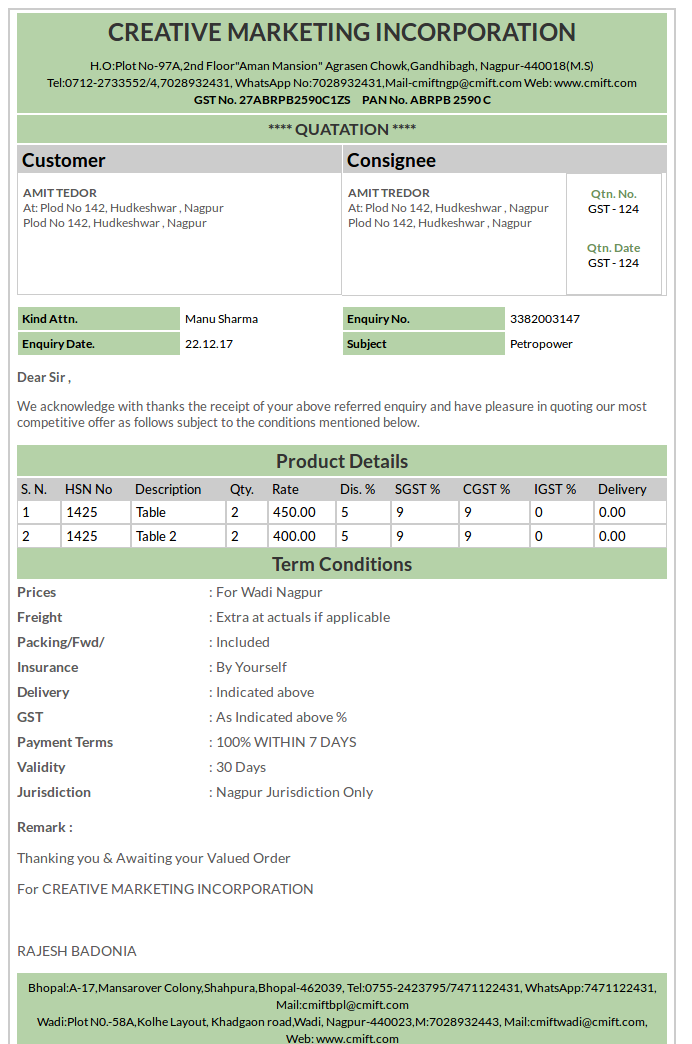 CREATIVE MARKETING INCORPORATION
H.O:Plot No-97A,2nd Floor"Aman Mansion" Agrasen Chowk,Gandhibagh, Nagpur-440018(M.S)
Tel:0712-2733552/4,7028932431, WhatsApp No:7028932431,Mail-cmiftngp@cmift.com Web: www.cmift.com
GST No. 27ABRPB2590C1ZS PAN No. ABRPB 2590 C
**** QUATATION ****
Customer Consignee
AMIT TEDOR
At: Plod No 142, Hudkeshwar , Nagpur
Plod No 142, Hudkeshwar , Nagpur
AMIT TREDOR
At: Plod No 142, Hudkeshwar , Nagpur
Plod No 142, Hudkeshwar , Nagpur
Qtn. No.
GST - 124
Qtn. Date
GST - 124
Kind Attn. Manu Sharma Enquiry No. 3382003147
Enquiry Date. 22.12.17 Subject Petropower
Dear Sir ,
We acknowledge with thanks the receipt of your above referred enquiry and have pleasure in quoting our most
competitive offer as follows subject to the conditions mentioned below.
Product Details
S. N. HSN No Description Qty. Rate Dis. % SGST % CGST % IGST % Delivery
1 1425 Table 2 450.00 5 9 9 0 0.00
2 1425 Table 2 2 400.00 5 9 9 0 0.00
Term Conditions
Prices : For Wadi Nagpur
Freight : Extra at actuals if applicable
Packing/Fwd/ : Included
Insurance : By Yourself
Delivery : Indicated above
GST : As Indicated above %
Payment Terms : 100% WITHIN 7 DAYS
Validity : 30 Days
Jurisdiction : Nagpur Jurisdiction Only
Remark :
Thanking you & Awaiting your Valued Order
For CREATIVE MARKETING INCORPORATION
RAJESH BADONIA
Bhopal:A-17,Mansarover Colony,Shahpura,Bhopal-462039, Tel:0755-2423795/7471122431, WhatsApp:7471122431,
Mail:cmiftbpl@cmift.com
Wadi:Plot N0.-58A,Kolhe Layout, Khadgaon road,Wadi, Nagpur-440023,M:7028932443, Mail:cmiftwadi@cmift.com,
Web: www.cmift.com